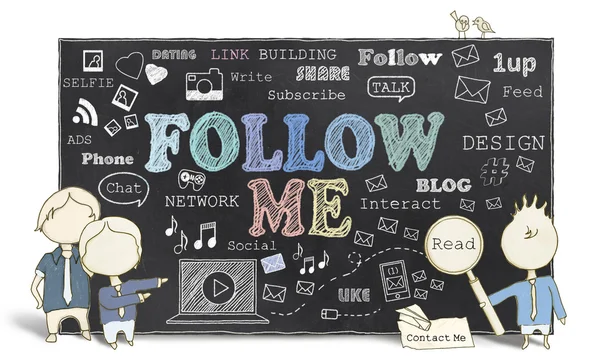 DATING
LINK BUILDING
Follow
1up
SELFIE
Write
SHARE
TALK
Feed
Subscribe
FOLLOW
ADS
DESIGN
Phone
#
Chat
NETWORK
ME
BLOG
Interact
Social
Read
LIKE
(1)
Contact Me